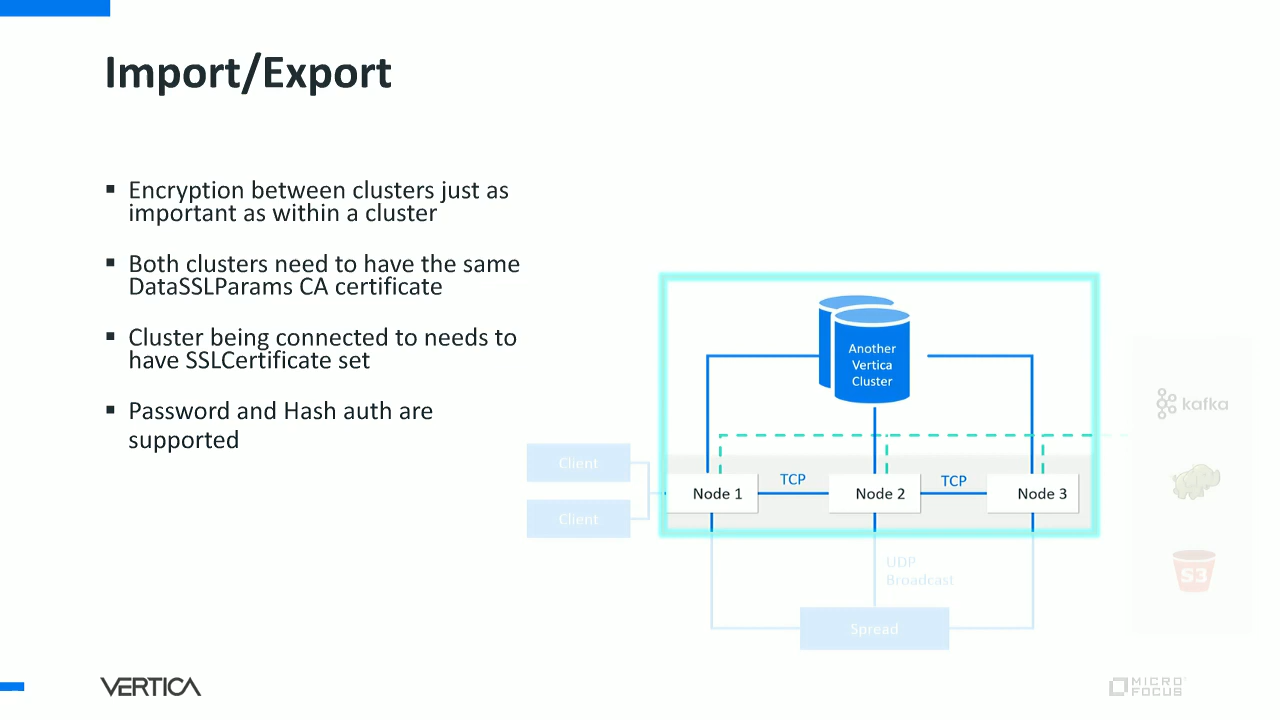 Import/Export
Encryption between clusters just as
important as within a cluster
Both clusters need to have the same
DataSSLParams CA certificate
Cluster being connected to needs to
have SSLCertificate set
Password and Hash auth are
supported
Another
Vertica
Cluster
kafka
Client
TCP
TCP
Node 1
Node 2
Node 3
Client
UDP
Broadcast
S3
Spread
VERTICA
MICRO
FOCUS